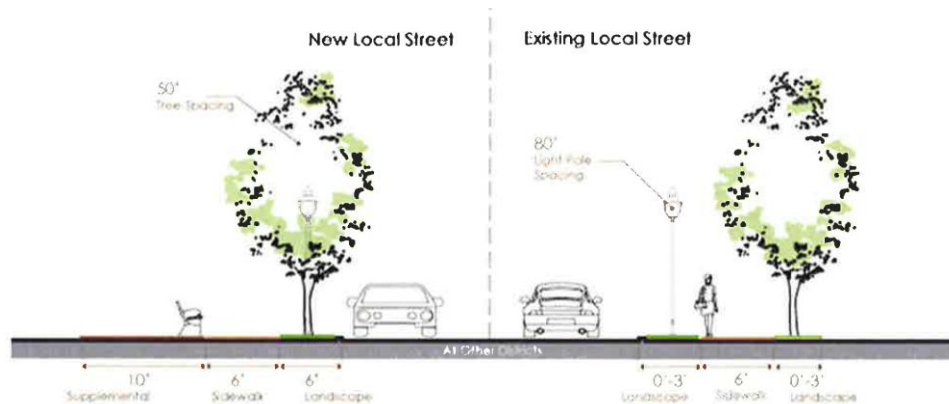 New Local Street
Existing Local Street
50'
Tree Spacing
80'
Light Pole
Spacing
All Other Objects
10'
Supplemental
6'
Sidewalk
6'
Landscape
0'-3'
Landscape
6'
Sidewalk
0'-3'
Landscape